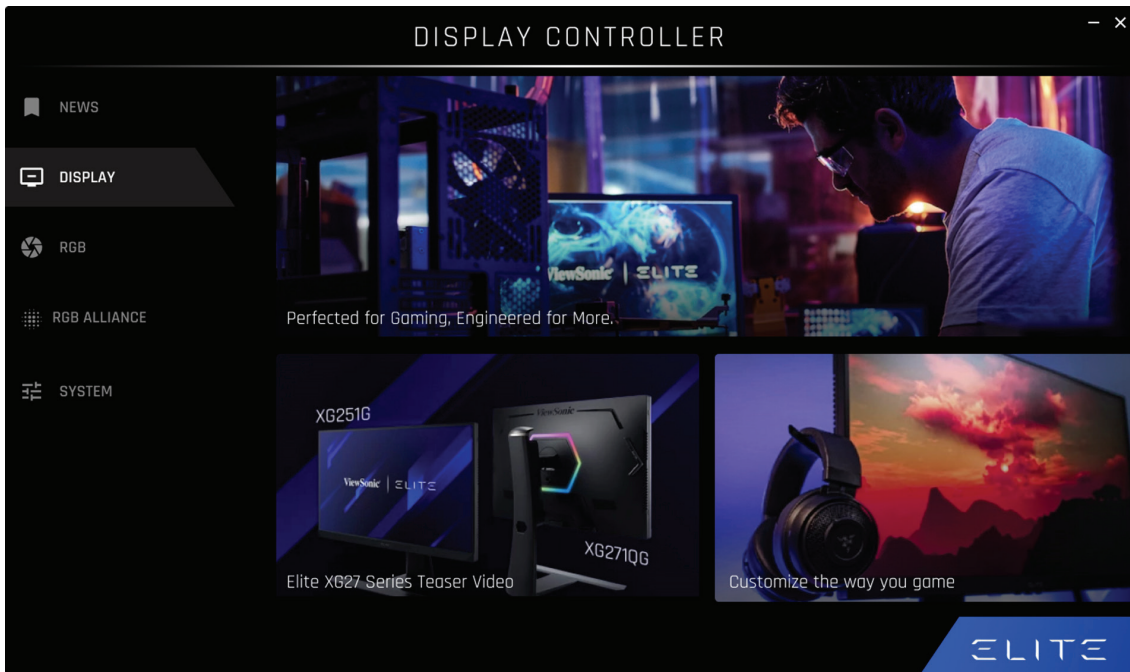 DISPLAY CONTROLLER
NEWS
DISPLAY
RGB
RGB ALLIANCE
SYSTEM
ViewSonic | ELITE
Perfected for Gaming, Engineered for More.
XG251G
ViewSonic
ViewSonic | ELITE
XG271QG
Elite XG27 Series Teaser Video
Customize the way you game
ELITE